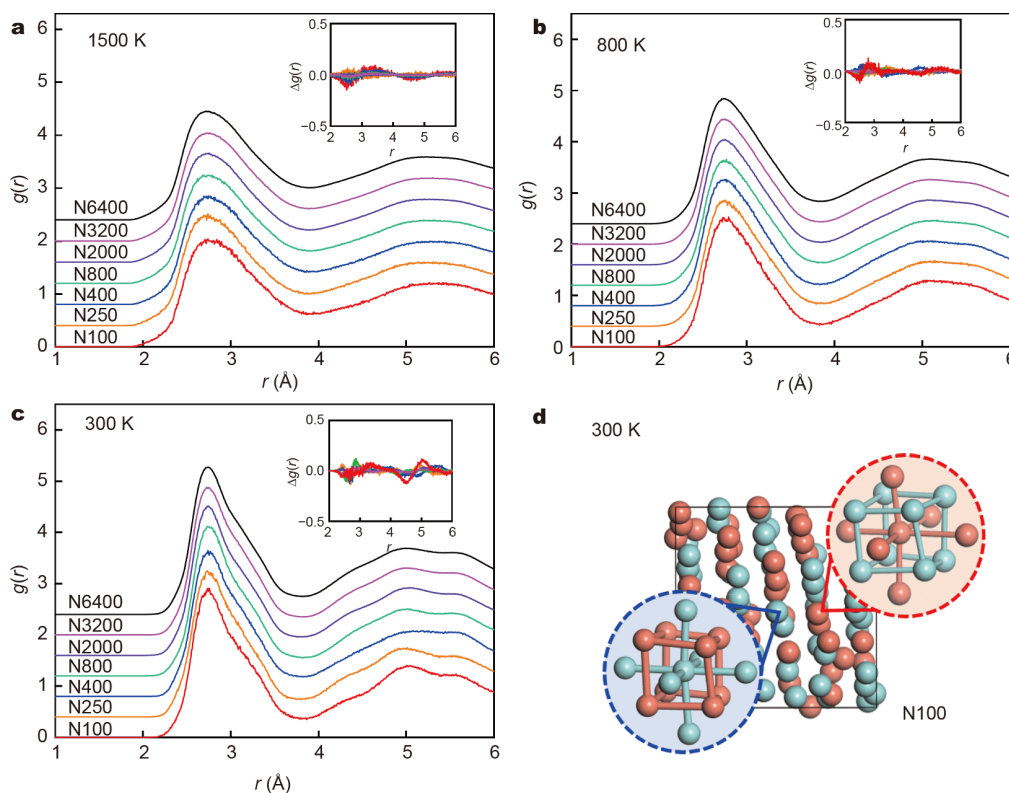 a
1500 K
g(r)
6
5
4
3
2
1
0
N6400
N3200
N2000
N800
N400
N250
N100
1 2 3 4 5 6
r (Å)
Δg(r)
0.5
0.0
−0.5
2 3 4 5 6
r
b
800 K
g(r)
6
5
4
3
2
1
0
N6400
N3200
N2000
N800
N400
N250
N100
1 2 3 4 5 6
r (Å)
Δg(r)
0.5
0.0
−0.5
2 3 4 5 6
r
c
300 K
g(r)
6
5
4
3
2
1
0
N6400
N3200
N2000
N800
N400
N250
N100
1 2 3 4 5 6
r (Å)
Δg(r)
0.5
0.0
−0.5
2 3 4 5 6
r
d
300 K
N100